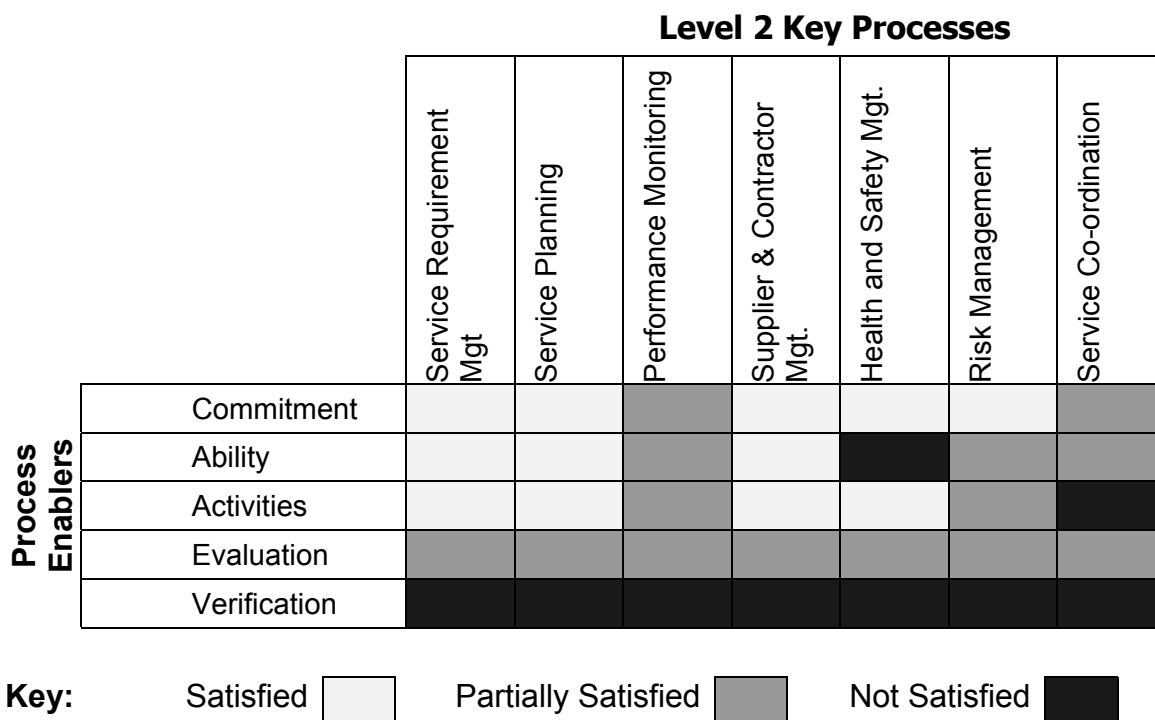 Level 2 Key Processes
Service Requirement
Mgt
Service Planning
Performance Monitoring
Supplier & Contractor
Mgt.
Health and Safety Mgt.
Risk Management
Service Co-ordination
Process
Enablers
Commitment
Ability
Activities
Evaluation
Verification
Key: Satisfied Partially Satisfied Not Satisfied